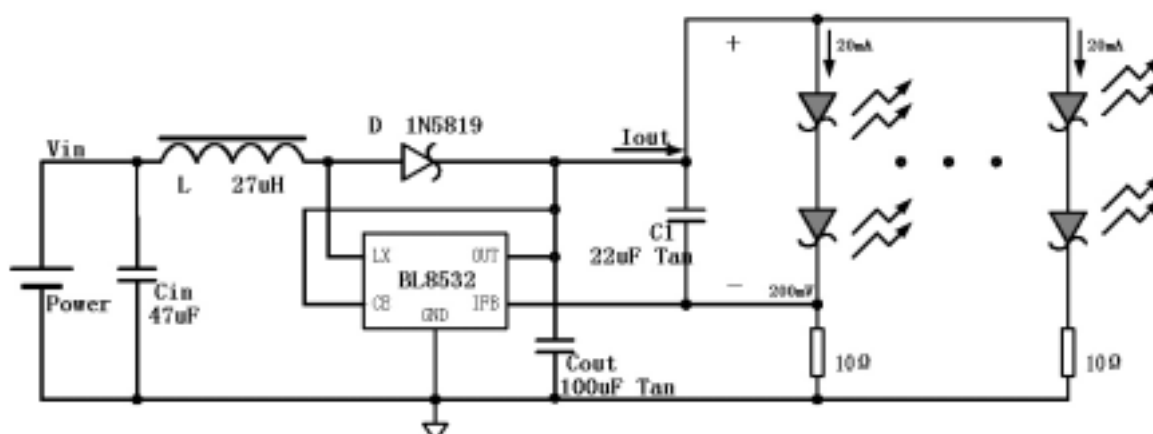 +
20mA
20mA
D 1N5819
Iout
Vin
L 27uH
C1
22uF Tan
LX
OUT
BL8532
CE
IFB
GND
−
200mV
Power
Cin
47uF
Cout
100uF Tan
10Ω
10Ω